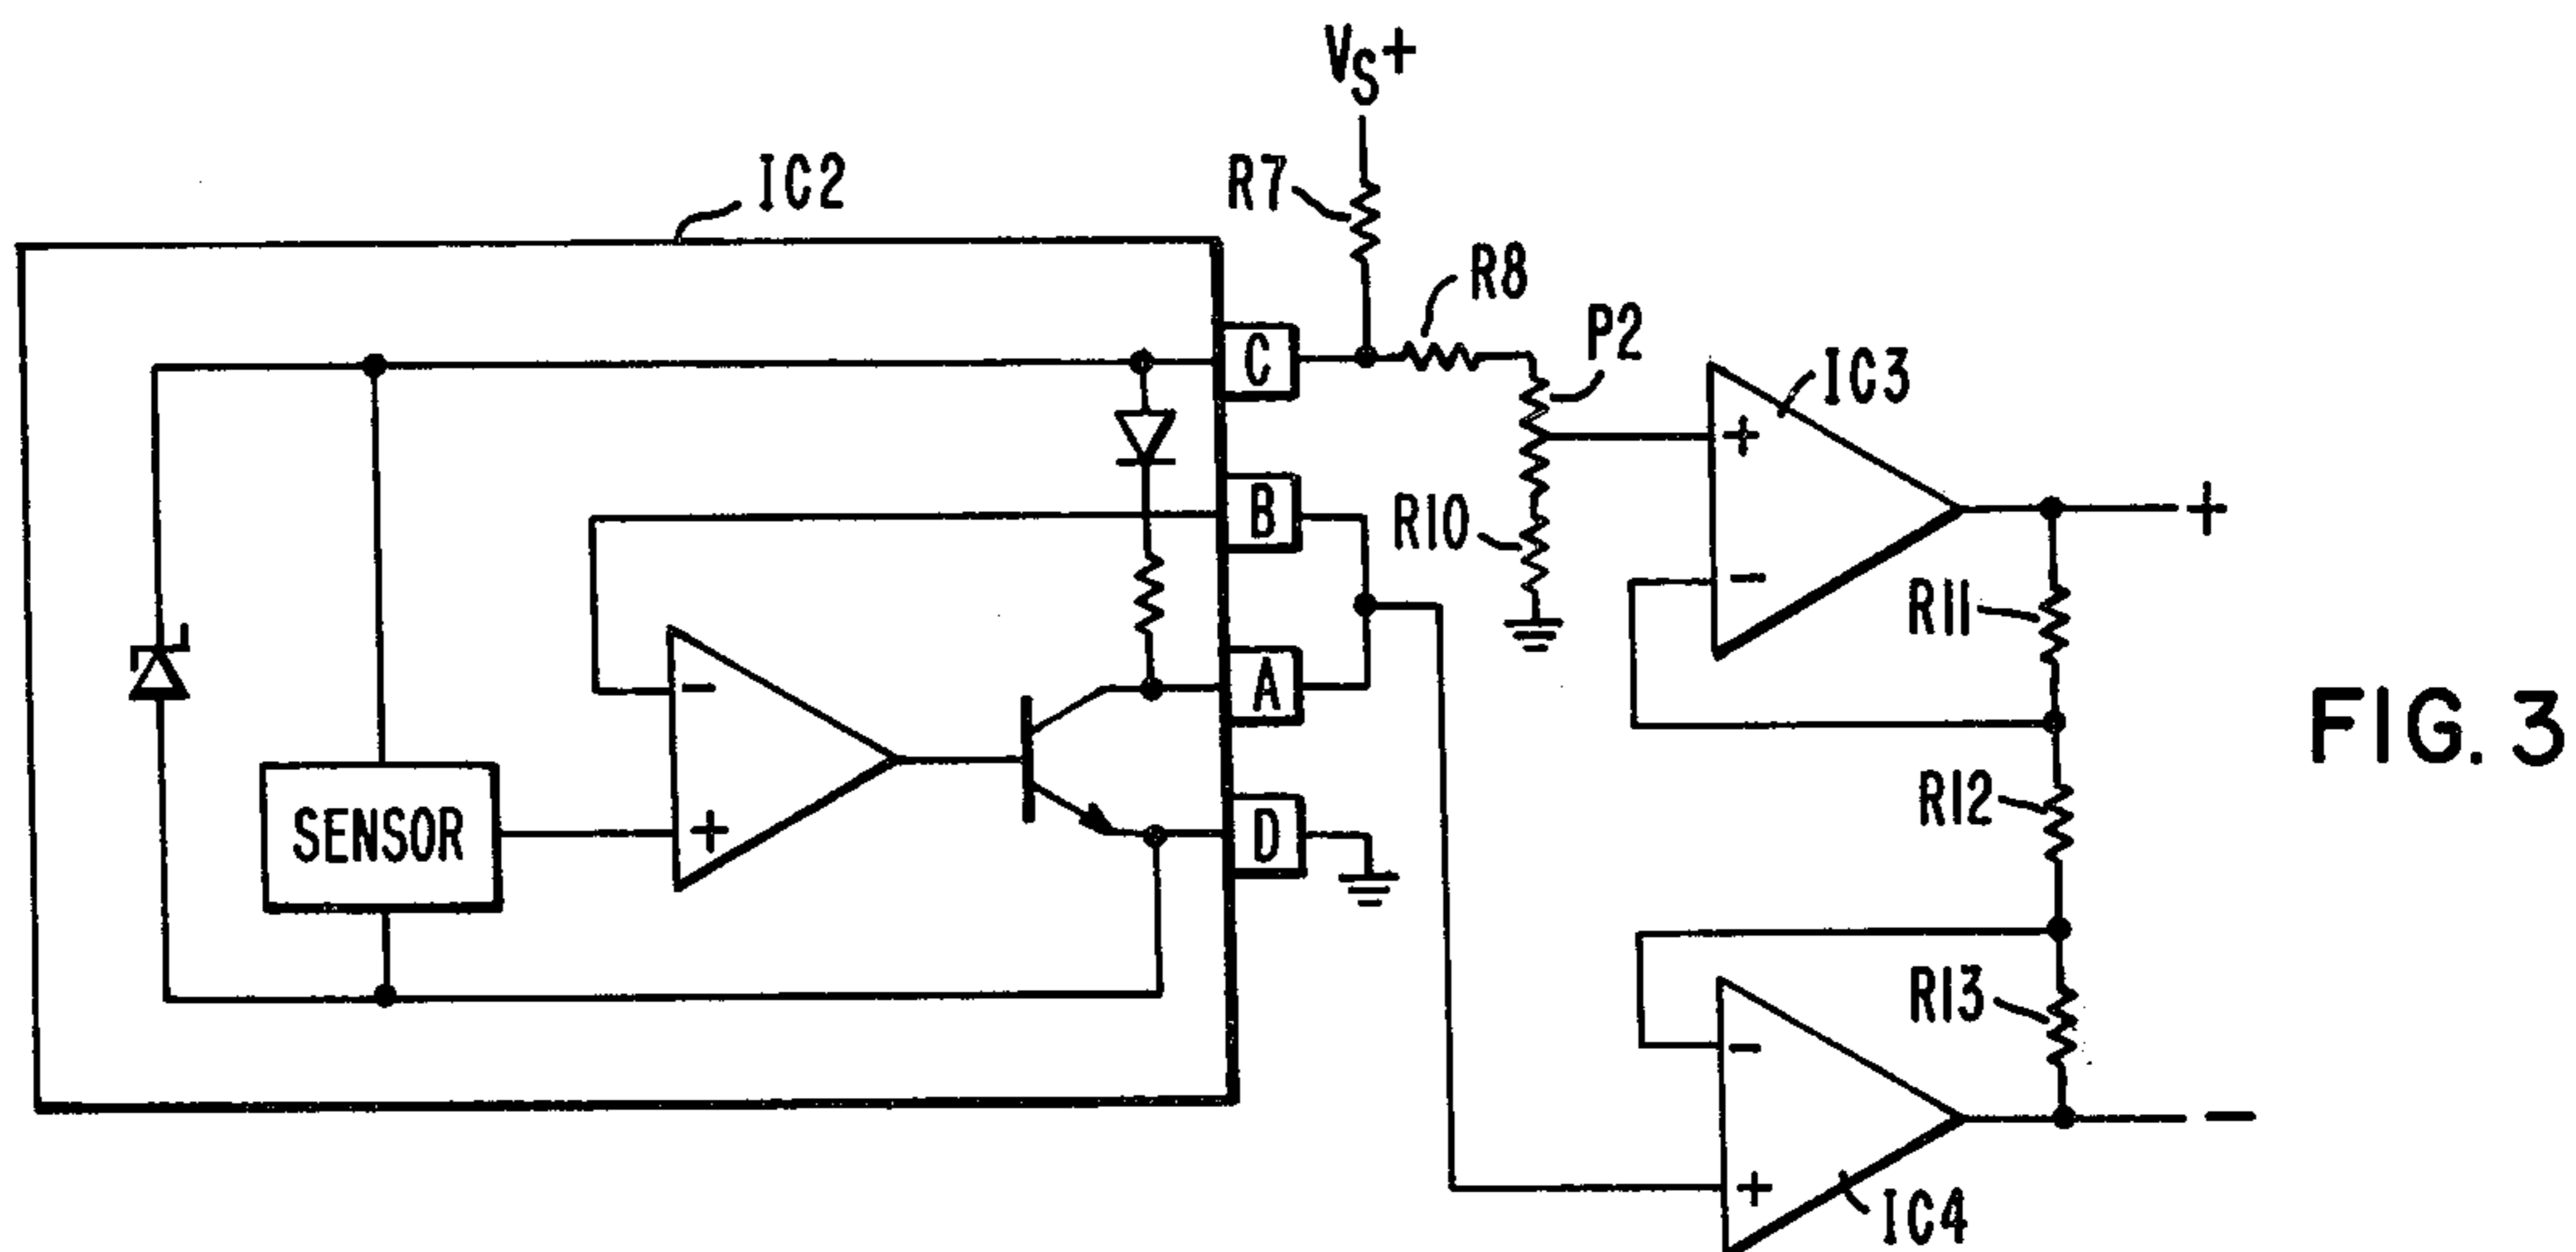 VS+
IC2
R7
R8
P2
IC3
C
+
B
R10
+
-
R11
-
A
FIG. 3
R12
SENSOR
+
D
R13
-
-
+
IC4